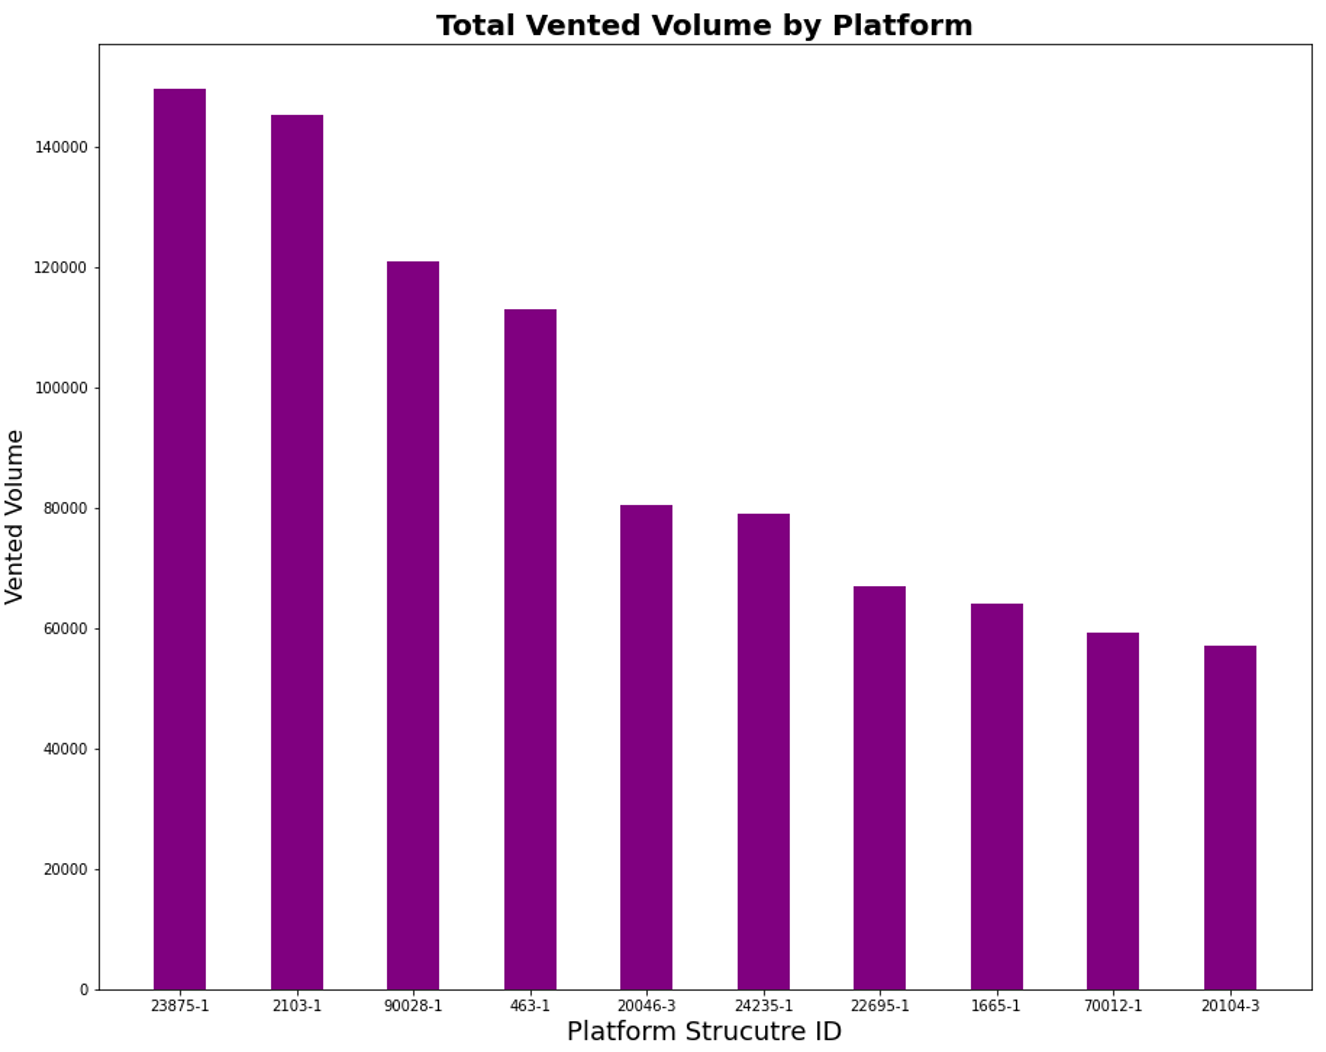 Total Vented Volume by Platform
Vented Volume
140000
120000
100000
80000
60000
40000
20000
0
23875-1 2103-1 90028-1 463-1 20046-3 24235-1 22695-1 1665-1 70012-1 20104-3
Platform Strucutre ID